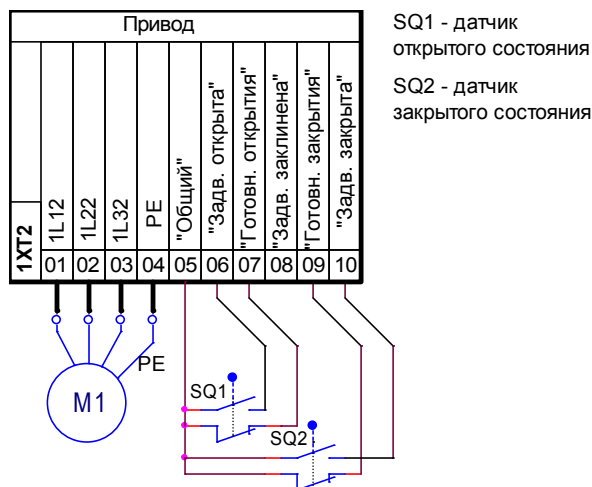 Привод
SQ1 - датчик
открытого состояния
SQ2 - датчик
закрытого состояния
1XT2
1L12
1L22
1L32
PE
"Общий"
"Задв. открыта"
"Готовн. открытия"
"Задв. заклинена"
"Готовн. закрытия"
"Задв. закрыта"
01 02 03 04 05 06 07 08 09 10
PE
M1
SQ1
SQ2